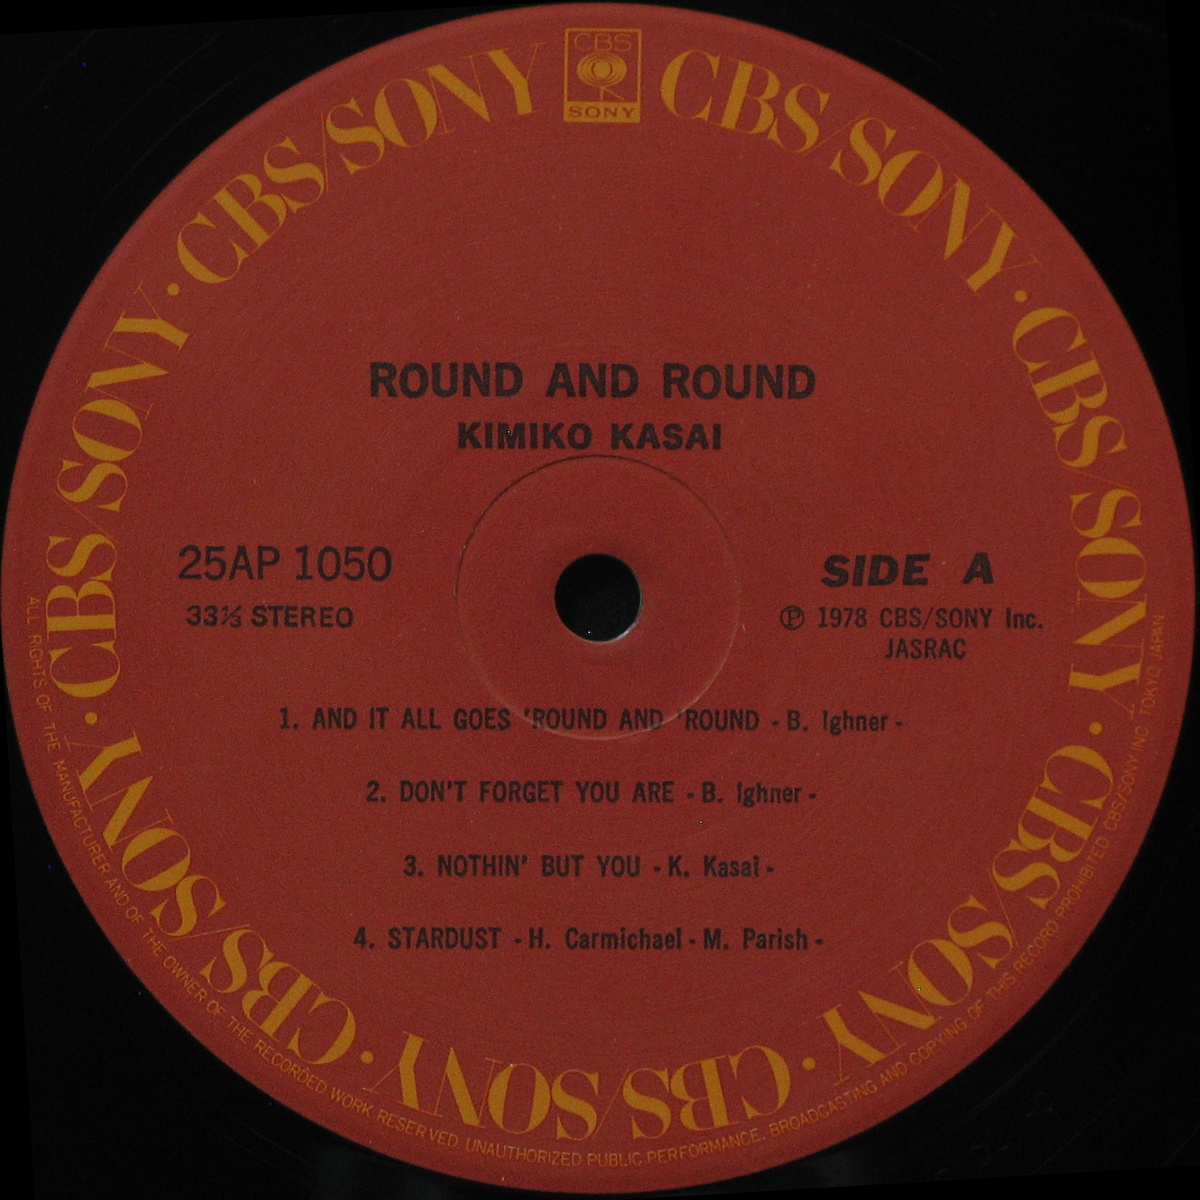 CBS
SONY
CBS/SONY · CBS/SONY · CBS/SONY · CBS/SONY · CBS/SONY · CBS/SONY · CBS/SONY
ROUND AND ROUND
KIMIKO KASAI
25AP 1050
33⅓ STEREO
SIDE A
Ⓟ 1978 CBS/SONY Inc.
JASRAC
1. AND IT ALL GOES 'ROUND AND 'ROUND - B. Ighner -
2. DON'T FORGET YOU ARE - B. Ighner -
3. NOTHIN' BUT YOU - K. Kasai -
4. STARDUST - H. Carmichael - M. Parish -
ALL RIGHTS OF THE MANUFACTURER AND OF THE OWNER OF THE RECORDED WORK RESERVED. UNAUTHORIZED PUBLIC PERFORMANCE. BROADCASTING AND COPYING OF THIS RECORD PROHIBITED CBS/SONY INC TOKYO JAPAN